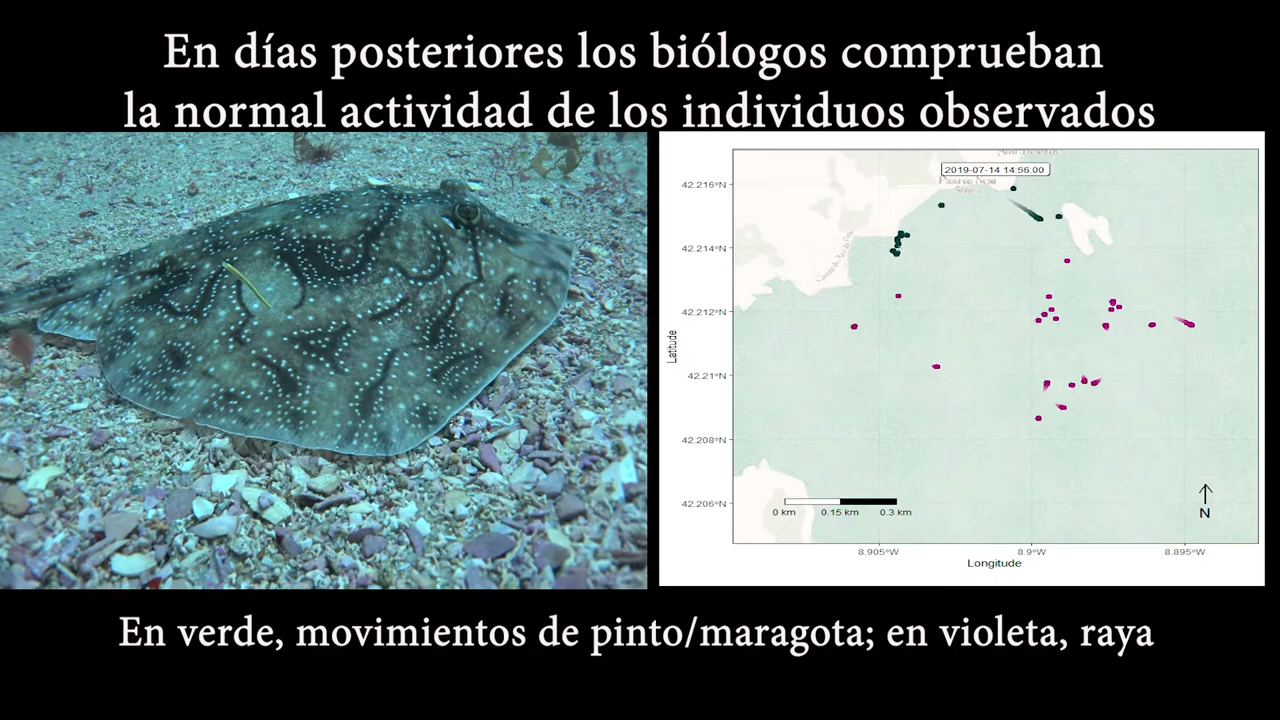 En días posteriores los biólogos comprueban
la normal actividad de los individuos observados
2019-07-14 14:56:00
42.216°N
42.214°N
42.212°N
42.21°N
42.208°N
42.206°N
Latitude
0 km 0.15 km 0.3 km
N
8.905°W 8.9°W 8.895°W
Longitude
En verde, movimientos de pinto/maragota; en violeta, raya